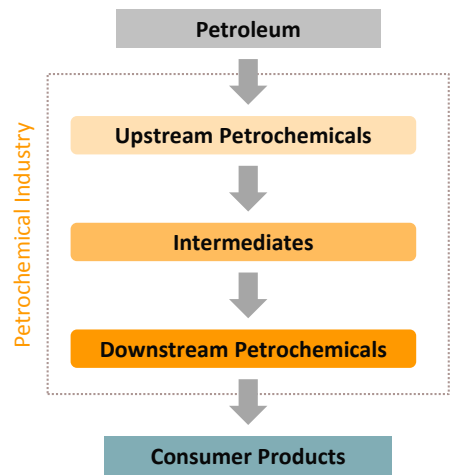 Petroleum
Petrochemical Industry
Upstream Petrochemicals
Intermediates
Downstream Petrochemicals
Consumer Products